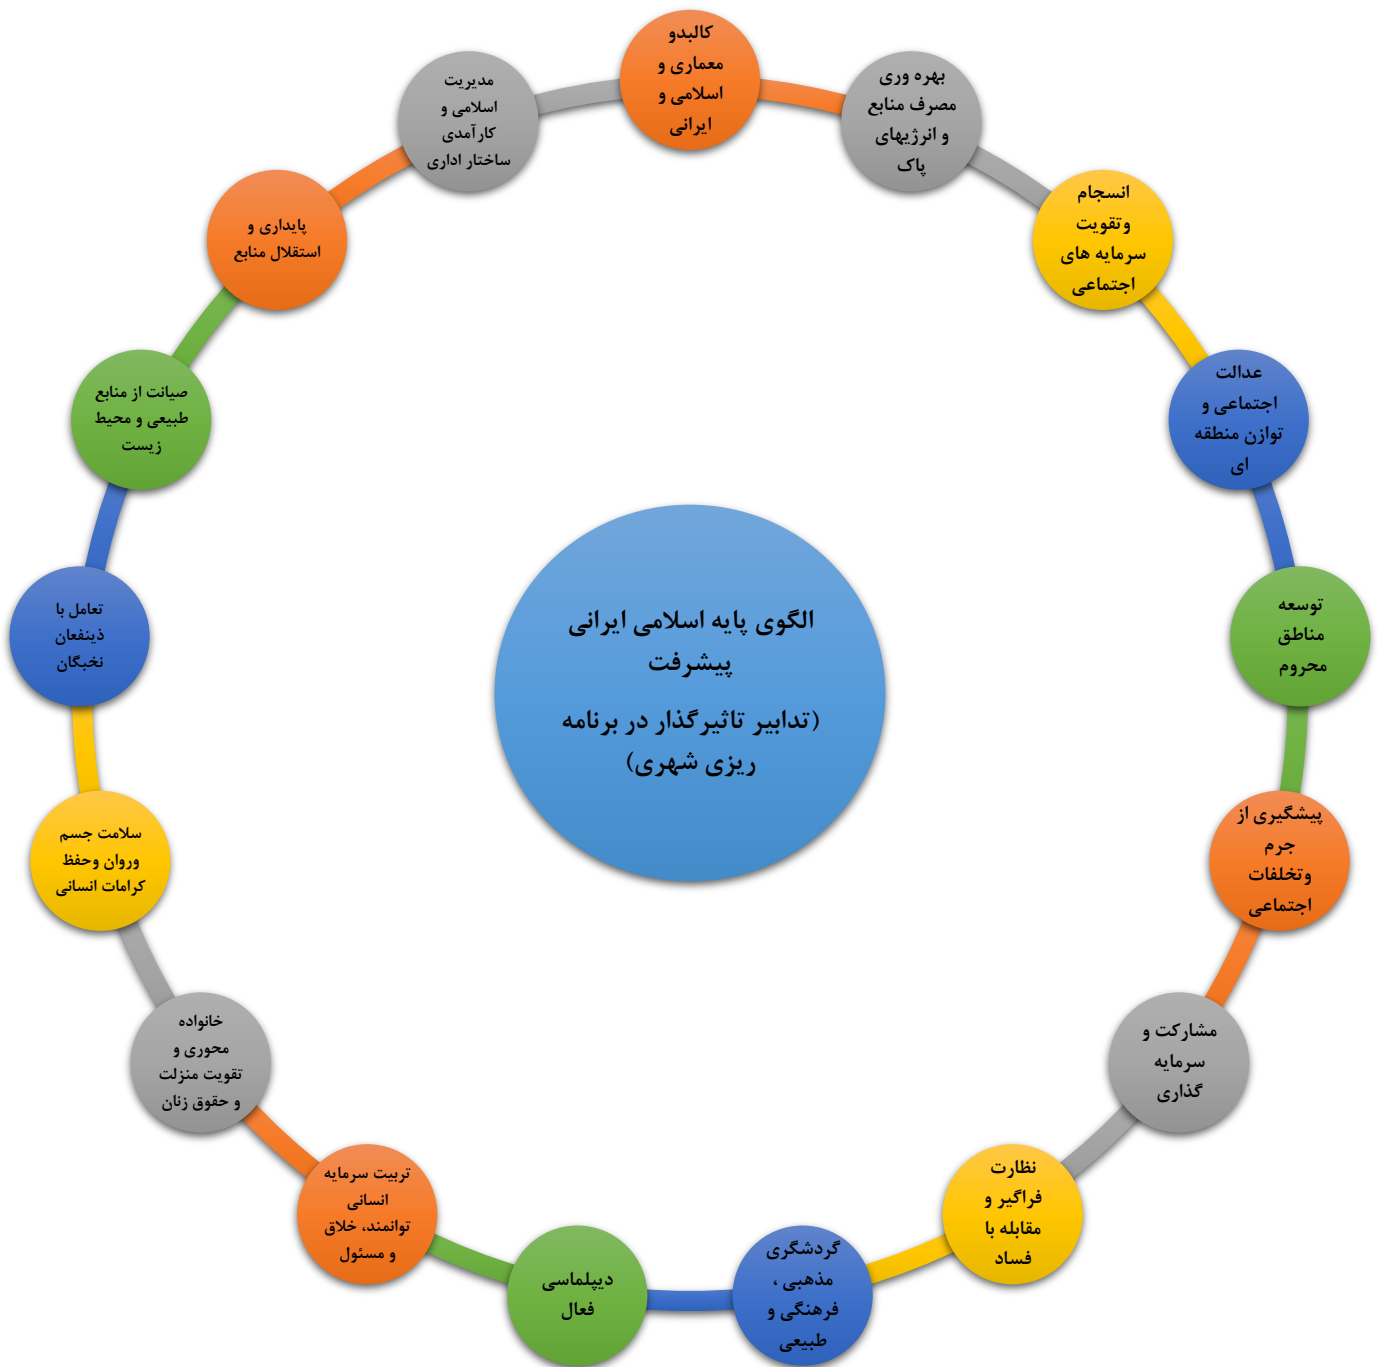 کالبدو
معماری و
اسلامی و
ایرانی
بهره وری
مصرف منابع
و انرژیهای
پاک
انسجام
وتقویت
سرمایه های
اجتماعی
عدالت
اجتماعی و
توازن منطقه
ای
توسعه
مناطق
محروم
پیشگیری از
جرم
وتخلفات
اجتماعی
مشارکت و
سرمایه
گذاری
نظارت
فراگیر و
مقابله با
فساد
گردشگری
مذهبی ،
فرهنگی و
طبیعی
دیپلماسی
فعال
تربیت سرمایه
انسانی
توانمند، خلاق
و مسئول
خانواده
محوری و
تقویت منزلت
و حقوق زنان
سلامت جسم
وروان وحفظ
کرامات انسانی
تعامل با
ذینفعان
نخبگان
صیانت از منابع
طبیعی و محیط
زیست
پایداری و
استقلال منابع
مدیریت
اسلامی و
کارآمدی
ساختار اداری
الگوی پایه اسلامی ایرانی
پیشرفت
(تدابیر تاثیرگذار در برنامه
ریزی شهری)